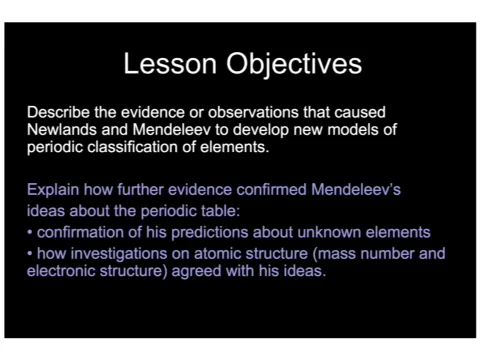 Lesson Objectives
Describe the evidence or observations that caused
Newlands and Mendeleev to develop new models of
periodic classification of elements.
Explain how further evidence confirmed Mendeleev's
ideas about the periodic table:
• confirmation of his predictions about unknown elements
• how investigations on atomic structure (mass number and
electronic structure) agreed with his ideas.